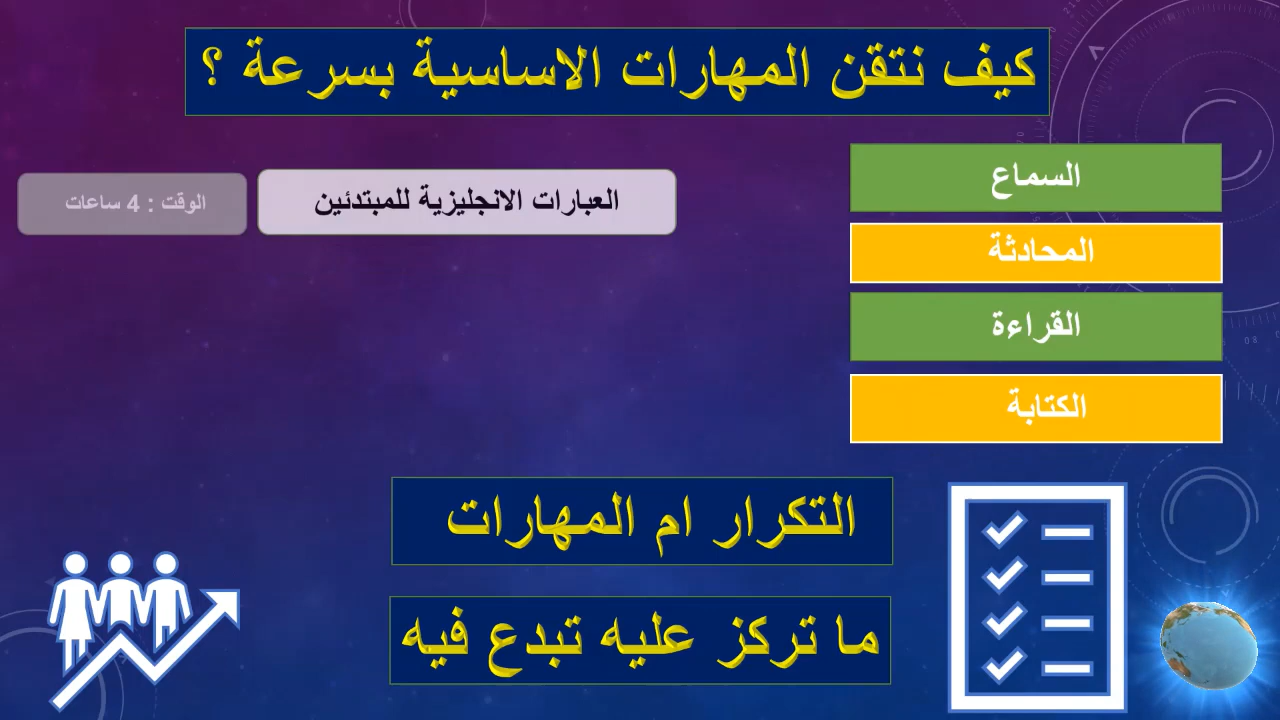 كيف نتقن المهارات الاساسية بسرعة ؟
السماع
العبارات الانجليزية للمبتدئين
الوقت : 4 ساعات
المحادثة
القراءة
الكتابة
التكرار ام المهارات
ما تركز عليه تبدع فيه